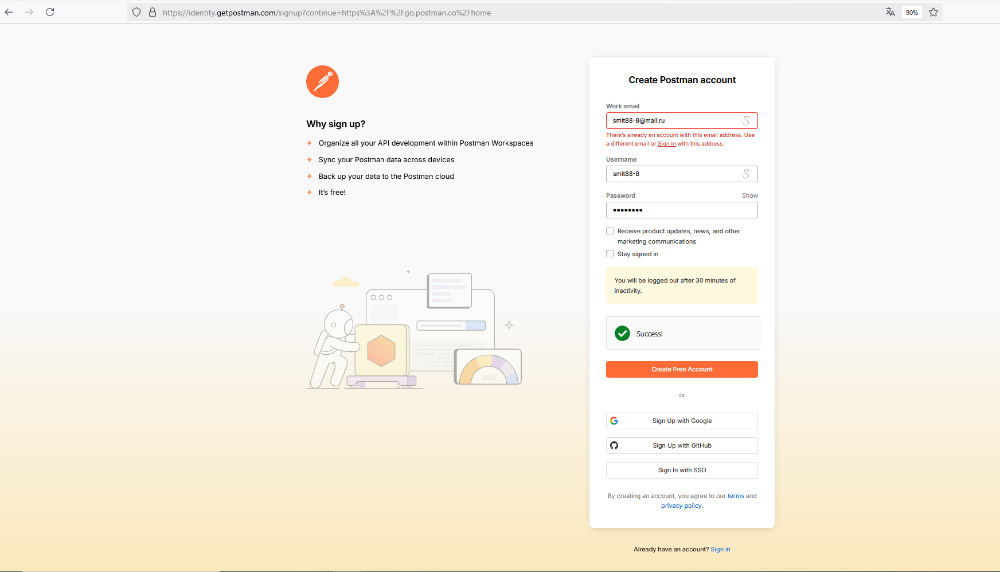 https://identity.getpostman.com/signup?continue=https%3A%2F%2Fgo.postman.co%2Fhome
90%
Why sign up?
Organize all your API development within Postman Workspaces
Sync your Postman data across devices
Back up your data to the Postman cloud
It's free!
Create Postman account
Work email
smit88-8@mail.ru
There's already an account with this email address. Use
a different email or Sign in with this address.
Username
smit88-8
Password Show
Receive product updates, news, and other
marketing communications
Stay signed in
You will be logged out after 30 minutes of
inactivity.
Success!
Create Free Account
or
Sign Up with Google
Sign Up with GitHub
Sign In with SSO
By creating an account, you agree to our terms and
privacy policy.
Already have an account? Sign in